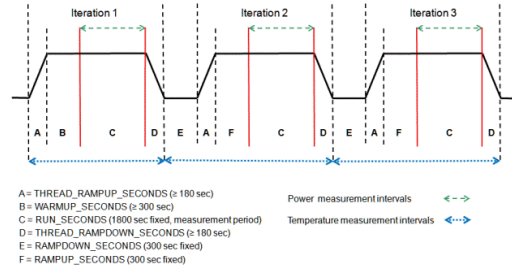 Iteration 1 Iteration 2 Iteration 3
A B C D E A F C D E A F C D
A = THREAD_RAMPUP_SECONDS (≥ 180 sec)
B = WARMUP_SECONDS (≥ 300 sec)
C = RUN_SECONDS (1800 sec fixed, measurement period)
D = THREAD_RAMPDOWN_SECONDS (≥ 180 sec)
E = RAMPDOWN_SECONDS (300 sec fixed)
F = RAMPUP_SECONDS (300 sec fixed)
Power measurement intervals
Temperature measurement intervals